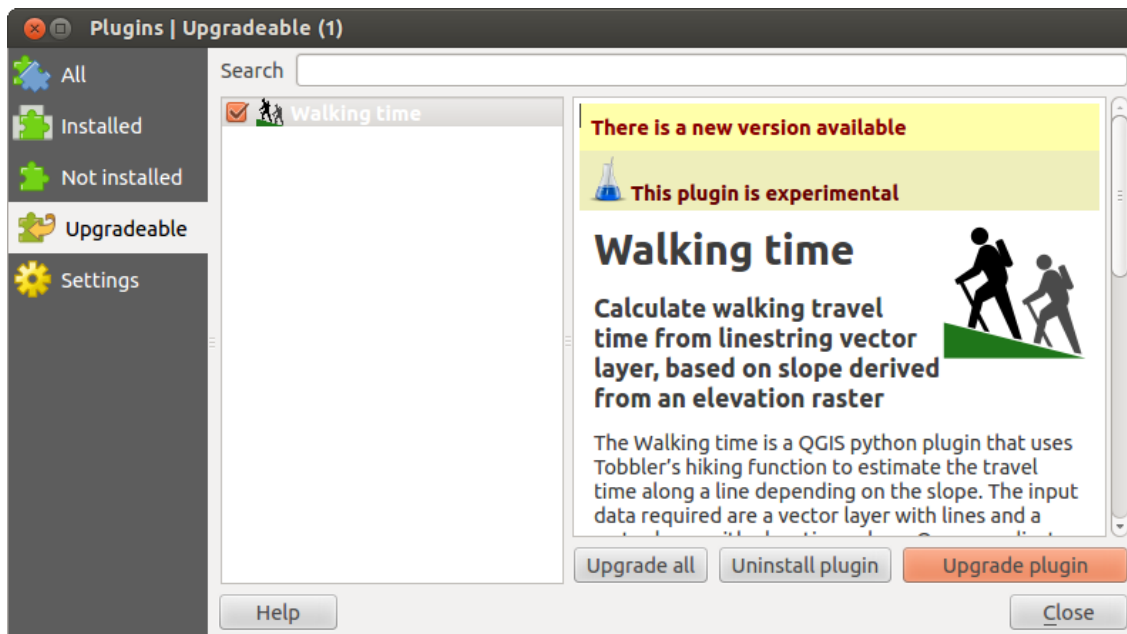 Plugins | Upgradeable (1)
All
Installed
Not installed
Upgradeable
Settings
Search
Walking time
There is a new version available
This plugin is experimental
Walking time
Calculate walking travel
time from linestring vector
layer, based on slope derived
from an elevation raster
The Walking time is a QGIS python plugin that uses
Tobbler's hiking function to estimate the travel
time along a line depending on the slope. The input
data required are a vector layer with lines and a
Upgrade all
Uninstall plugin
Upgrade plugin
Help
Close